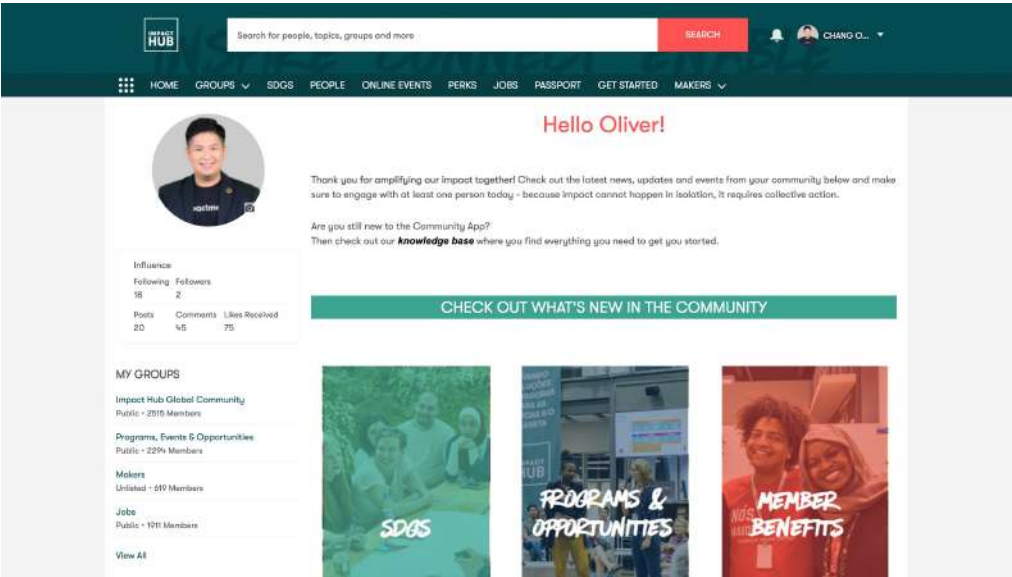 IMPACT
HUB
Search for people, topics, groups and more
SEARCH
CHANG O... 
INSPIRE CONNECT ENABLE
HOME GROUPS SDGS PEOPLE ONLINE EVENTS PERKS JOBS PASSPORT GET STARTED MAKERS
Hello Oliver!
Thank you for amplifying our impact together! Check out the latest news, updates and events from your community below and make
sure to engage with at least one person today - because impact cannot happen in isolation, it requires collective action.
Are you still new to the Community App?
Then check out our knowledge base where you find everything you need to get you started.
Influence
Following Followers
18 2
Posts Comments Likes Received
20 45 75
CHECK OUT WHAT'S NEW IN THE COMMUNITY
MY GROUPS
Impact Hub Global Community
Public • 2515 Members
Programs, Events & Opportunities
Public • 2294 Members
Makers
Unlisted • 619 Members
Jobs
Public • 1911 Members
View All
SDGS
IMPACT
HUB
PROGRAMS &
OPPORTUNITIES
NÓS
MEMBER
BENEFITS